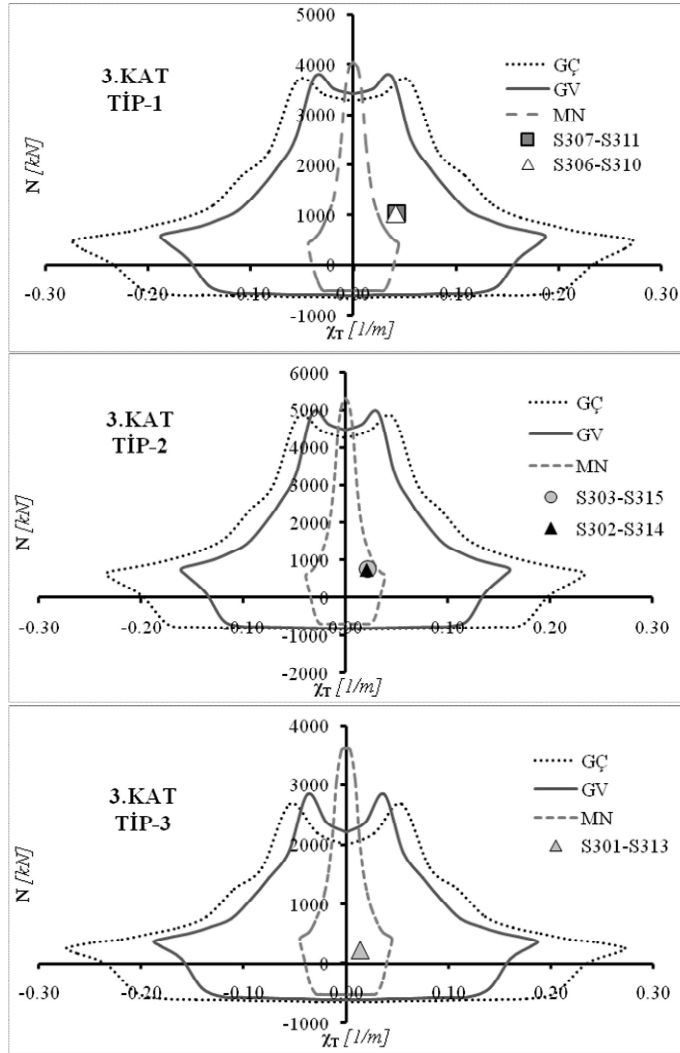 5000
4000
3000
2000
1000
0
-1000
3.KAT
TİP-1
N [kN]
GÇ
GV
MN
S307-S311
S306-S310
-0.30
-0.20
-0.10
0.00
0.10
0.20
0.30
χT [1/m]
6000
5000
4000
3000
2000
1000
0
-1000
-2000
3.KAT
TİP-2
N [kN]
GÇ
GV
MN
S303-S315
S302-S314
-0.30
-0.20
-0.10
0.00
0.10
0.20
0.30
χT [1/m]
4000
3000
2000
1000
0
-1000
3.KAT
TİP-3
N [kN]
GÇ
GV
MN
S301-S313
-0.30
-0.20
-0.10
0.00
0.10
0.20
0.30
χT [1/m]